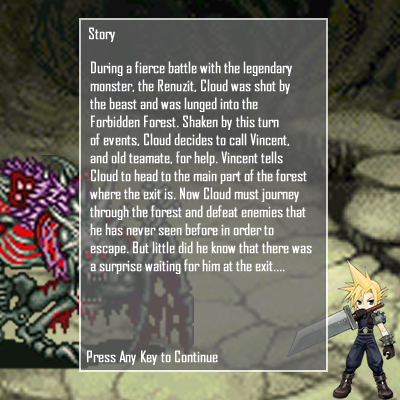 Story
During a fierce battle with the legendary
monster, the Renuzit, Cloud was shot by
the beast and was lunged into the
Forbidden Forest. Shaken by this turn
of events, Cloud decides to call Vincent,
and old teamate, for help. Vincent tells
Cloud to head to the main part of the forest
where the exit is. Now Cloud must journey
through the forest and defeat enemies that
he has never seen before in order to
escape. But little did he know that there was
a surprise waiting for him at the exit....
Press Any Key to Continue